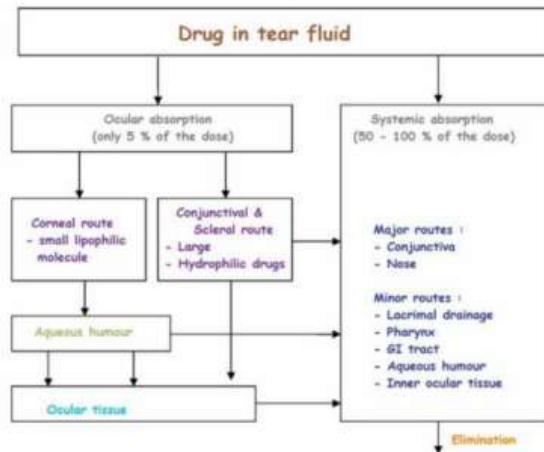 Drug in tear fluid
Ocular absorption
(only 5 % of the dose)
Systemic absorption
(50 - 100 % of the dose)
Corneal route
- small lipophilic
molecule
Conjunctival &
Scleral route
- Large
- Hydrophilic drugs
Major routes :
- Conjunctiva
- Nose
Minor routes :
- Lacrimal drainage
- Pharynx
- GI tract
- Aqueous humour
- Inner ocular tissue
Aqueous humour
Ocular tissue
Elimination